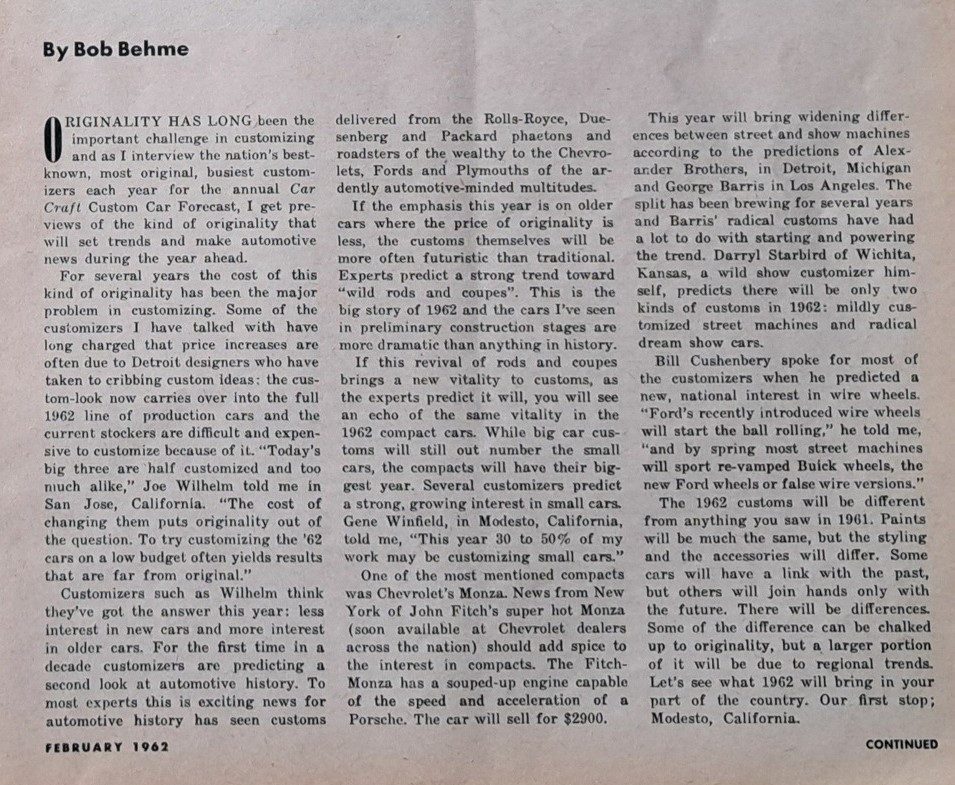 By Bob Behme
ORIGINALITY HAS LONG been the
important challenge in customizing
and as I interview the nation's best-
known, most original, busiest custom-
izers each year for the annual Car
Craft Custom Car Forecast, I get pre-
views of the kind of originality that
will set trends and make automotive
news during the year ahead.
For several years the cost of this
kind of originality has been the major
problem in customizing. Some of the
customizers I have talked with have
long charged that price increases are
often due to Detroit designers who have
taken to cribbing custom ideas: the cus-
tom-look now carries over into the full
1962 line of production cars and the
current stockers are difficult and expen-
sive to customize because of it. "Today's
big three are half customized and too
much alike," Joe Wilhelm told me in
San Jose, California. "The cost of
changing them puts originality out of
the question. To try customizing the '62
cars on a low budget often yields results
that are far from original."
Customizers such as Wilhelm think
they've got the answer this year: less
interest in new cars and more interest
in older cars. For the first time in a
decade customizers are predicting a
second look at automotive history. To
most experts this is exciting news for
automotive history has seen customs
delivered from the Rolls-Royce, Due-
senberg and Packard phaetons and
roadsters of the wealthy to the Chevro-
lets, Fords and Plymouths of the ar-
dently automotive-minded multitudes.
If the emphasis this year is on older
cars where the price of originality is
less, the customs themselves will be
more often futuristic than traditional.
Experts predict a strong trend toward
"wild rods and coupes". This is the
big story of 1962 and the cars I've seen
in preliminary construction stages are
more dramatic than anything in history.
If this revival of rods and coupes
brings a new vitality to customs, as
the experts predict it will, you will see
an echo of the same vitality in the
1962 compact cars. While big car cus-
toms will still out number the small
cars, the compacts will have their big-
gest year. Several customizers predict
a strong, growing interest in small cars.
Gene Winfield, in Modesto, California,
told me, "This year 30 to 50% of my
work may be customizing small cars."
One of the most mentioned compacts
was Chevrolet's Monza. News from New
York of John Fitch's super hot Monza
(soon available at Chevrolet dealers
across the nation) should add spice to
the interest in compacts. The Fitch-
Monza has a souped-up engine capable
of the speed and acceleration of a
Porsche. The car will sell for $2900.
This year will bring widening differ-
ences between street and show machines
according to the predictions of Alex-
ander Brothers, in Detroit, Michigan
and George Barris in Los Angeles. The
split has been brewing for several years
and Barris' radical customs have had
a lot to do with starting and powering
the trend. Darryl Starbird of Wichita,
Kansas, a wild show customizer him-
self, predicts there will be only two
kinds of customs in 1962: mildly cus-
tomized street machines and radical
dream show cars.
Bill Cushenbery spoke for most of
the customizers when he predicted a
new, national interest in wire wheels.
"Ford's recently introduced wire wheels
will start the ball rolling," he told me,
"and by spring most street machines
will sport re-vamped Buick wheels, the
new Ford wheels or false wire versions."
The 1962 customs will be different
from anything you saw in 1961. Paints
will be much the same, but the styling
and the accessories will differ. Some
cars will have a link with the past,
but others will join hands only with
the future. There will be differences.
Some of the difference can be chalked
up to originality, but a larger portion
of it will be due to regional trends.
Let's see what 1962 will bring in your
part of the country. Our first stop;
Modesto, California.
FEBRUARY 1962
CONTINUED